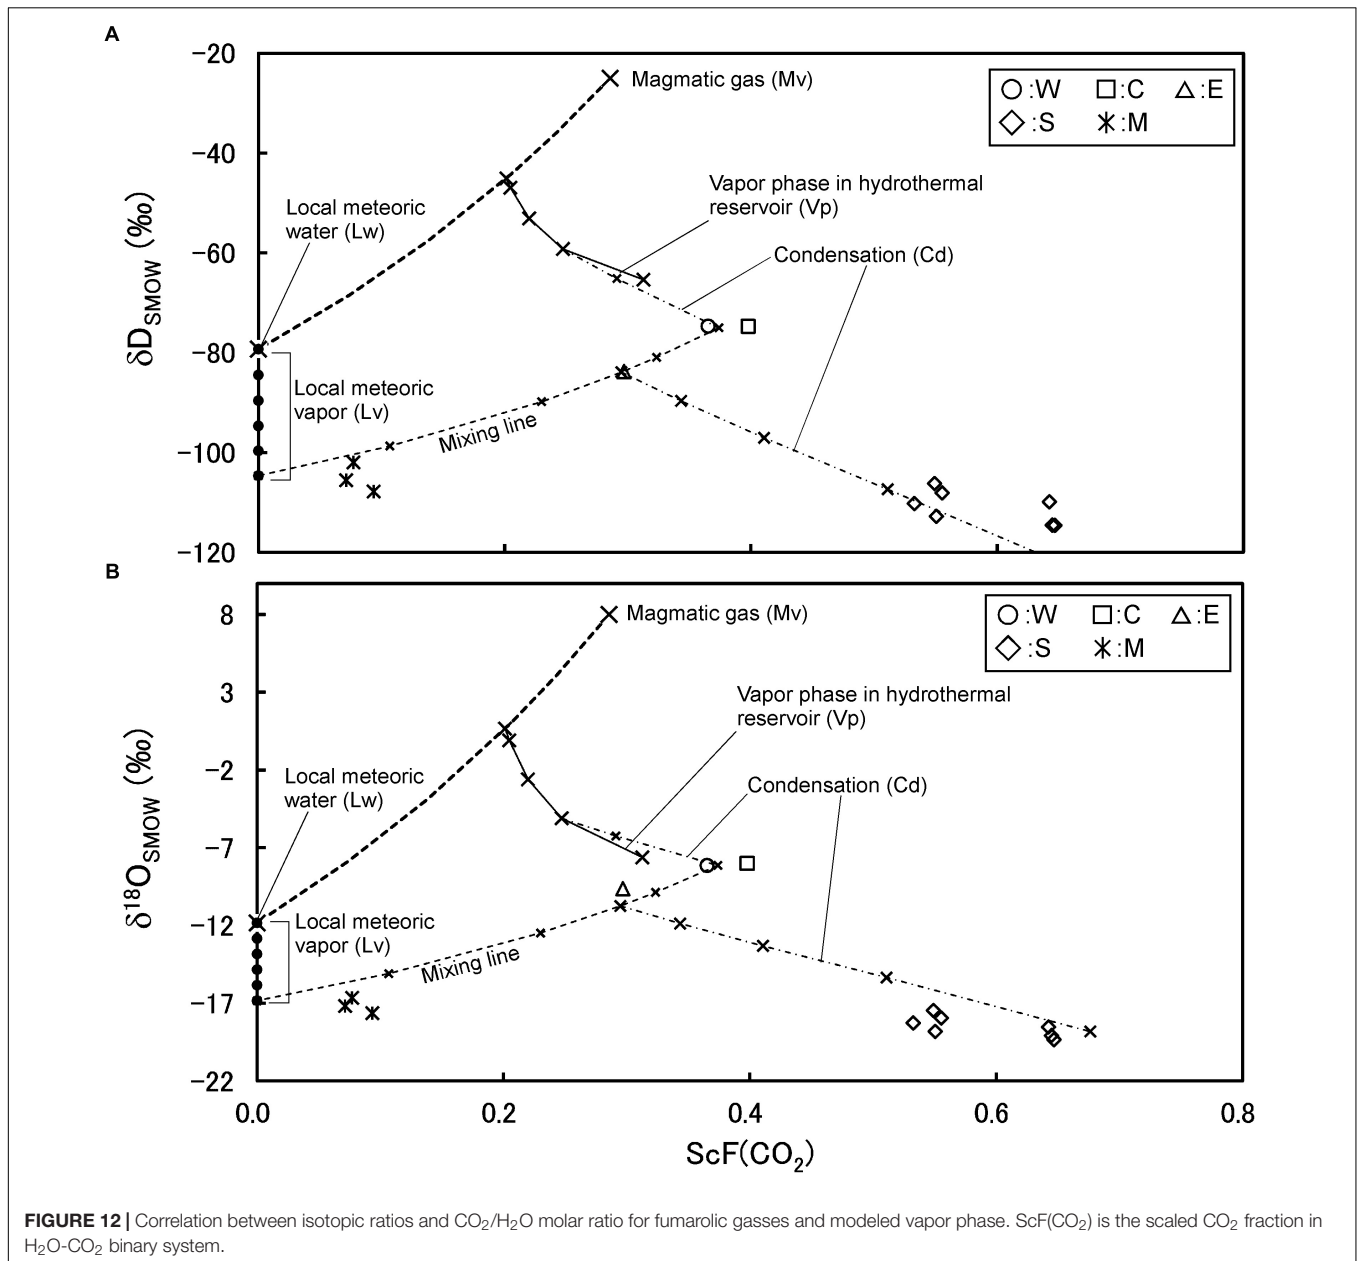 A
−20
−40
−60
−80
−100
−120
δD_SMOW (‰)
Magmatic gas (Mv)
○:W □:C △:E
◇:S ✳:M
Vapor phase in hydrothermal
reservoir (Vp)
Local meteoric
water (Lw)
Condensation (Cd)
Local meteoric
vapor (Lv)
Mixing line
B
8
3
−2
−7
−12
−17
−22
δ¹⁸O_SMOW (‰)
Magmatic gas (Mv)
○:W □:C △:E
◇:S ✳:M
Vapor phase in hydrothermal
reservoir (Vp)
Local meteoric
water (Lw)
Condensation (Cd)
Local meteoric
vapor (Lv)
Mixing line
0.0 0.2 0.4 0.6 0.8
ScF(CO₂)
FIGURE 12 | Correlation between isotopic ratios and CO₂/H₂O molar ratio for fumarolic gasses and modeled vapor phase. ScF(CO₂) is the scaled CO₂ fraction in
H₂O-CO₂ binary system.